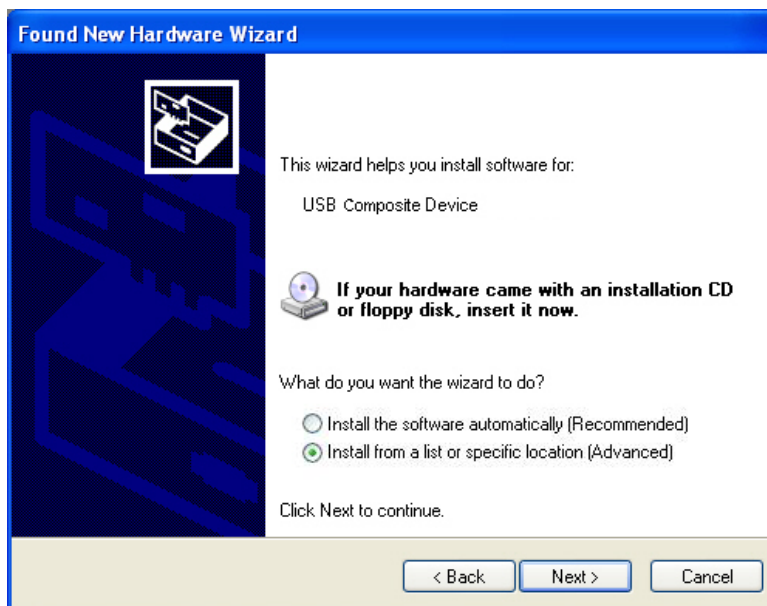 Found New Hardware Wizard
This wizard helps you install software for:
USB Composite Device
If your hardware came with an installation CD
or floppy disk, insert it now.
What do you want the wizard to do?
Install the software automatically (Recommended)
Install from a list or specific location (Advanced)
Click Next to continue.
< Back Next > Cancel